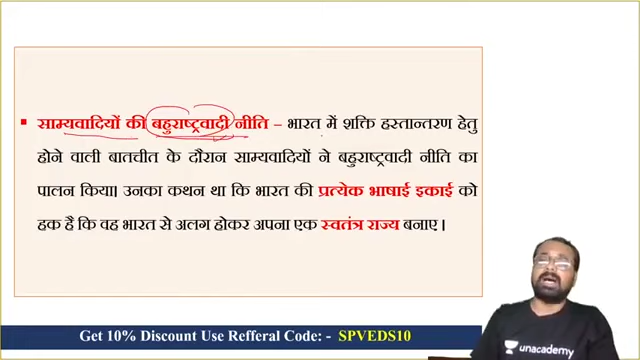 साम्यवादियों की बहुराष्ट्रवादी नीति – भारत में शक्ति हस्तान्तरण हेतु
होने वाली बातचीत के दौरान साम्यवादियों ने बहुराष्ट्रवादी नीति का
पालन किया। उनका कथन था कि भारत की प्रत्येक भाषाई इकाई को
हक है कि वह भारत से अलग होकर अपना एक स्वतंत्र राज्य बनाए।
unacademy
Get 10% Discount Use Refferal Code: - SPVEDS10